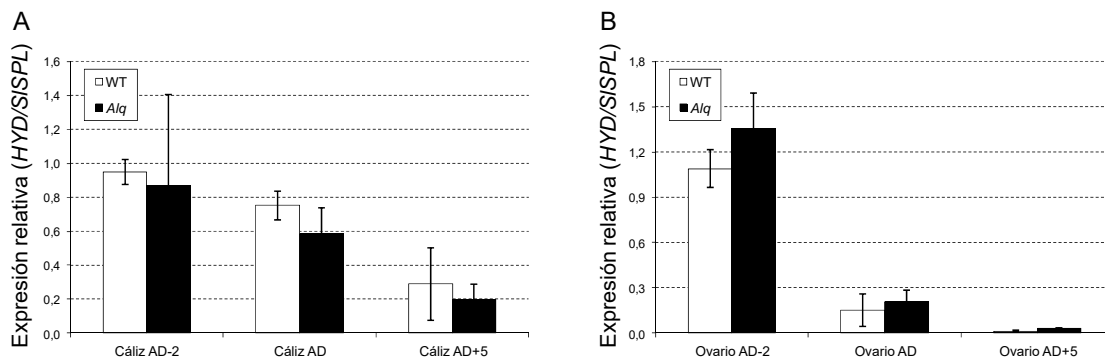 A
Expresión relativa (HYD/SlSPL)
1,6
1,4
1,2
1,0
0,8
0,6
0,4
0,2
0,0
WT
Alq
Cáliz AD-2
Cáliz AD
Cáliz AD+5
B
Expresión relativa (HYD/SlSPL)
1,8
1,5
1,2
0,9
0,6
0,3
0,0
WT
Alq
Ovario AD-2
Ovario AD
Ovario AD+5